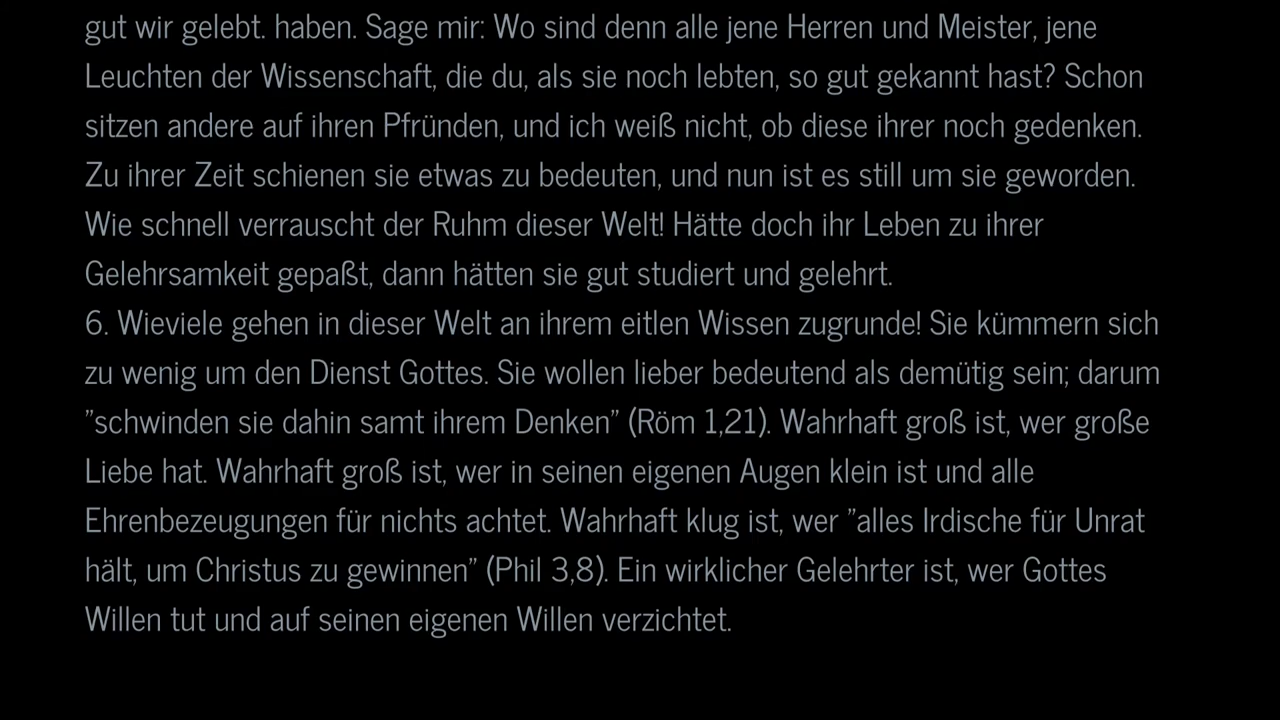 gut wir gelebt. haben. Sage mir: Wo sind denn alle jene Herren und Meister, jene
Leuchten der Wissenschaft, die du, als sie noch lebten, so gut gekannt hast? Schon
sitzen andere auf ihren Pfründen, und ich weiß nicht, ob diese ihrer noch gedenken.
Zu ihrer Zeit schienen sie etwas zu bedeuten, und nun ist es still um sie geworden.
Wie schnell verrauscht der Ruhm dieser Welt! Hätte doch ihr Leben zu ihrer
Gelehrsamkeit gepaßt, dann hätten sie gut studiert und gelehrt.
6. Wieviele gehen in dieser Welt an ihrem eitlen Wissen zugrunde! Sie kümmern sich
zu wenig um den Dienst Gottes. Sie wollen lieber bedeutend als demütig sein; darum
"schwinden sie dahin samt ihrem Denken" (Röm 1,21). Wahrhaft groß ist, wer große
Liebe hat. Wahrhaft groß ist, wer in seinen eigenen Augen klein ist und alle
Ehrenbezeugungen für nichts achtet. Wahrhaft klug ist, wer "alles Irdische für Unrat
hält, um Christus zu gewinnen" (Phil 3,8). Ein wirklicher Gelehrter ist, wer Gottes
Willen tut und auf seinen eigenen Willen verzichtet.